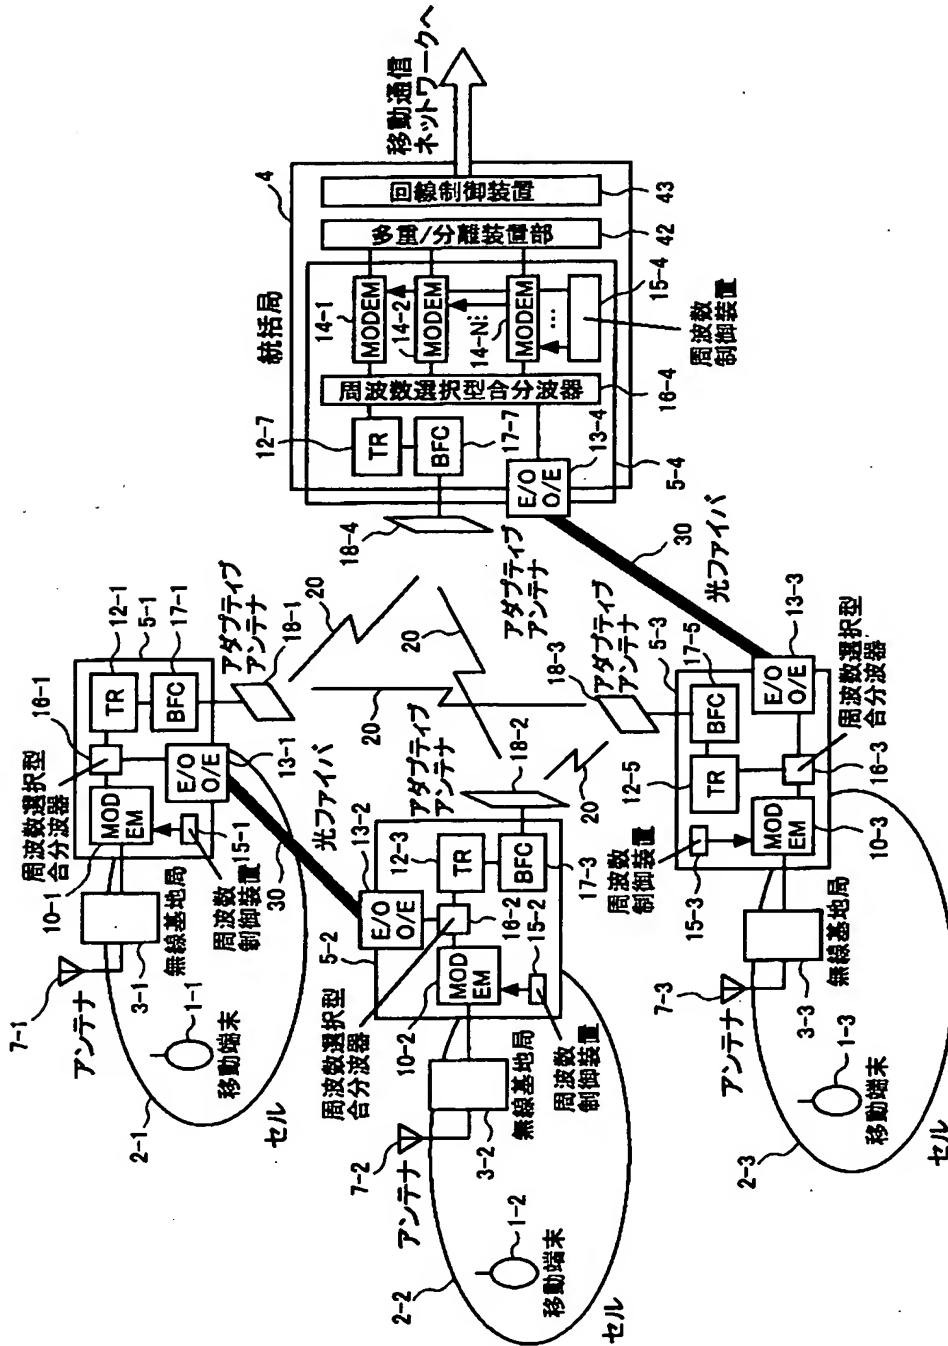 移動通信
ネットワークへ
4
回線制御装置
43
多重/分離装置部
42
統括局
14-1
MODEM
14-2
MODEM
14-N
MODEM
⋮
…
15-4
周波数
制御装置
周波数選択型合分波器
16-4
12-7
TR
BFC
17-7
E/O
O/E
13-4
5-4
18-4
アダプティブ
アンテナ
30
光ファイバ
12-1
5-1
17-1
16-1
TR
BFC
アダプティブ
アンテナ
18-1
20
周波数選択型
合分波器
MOD
EM
E/O
O/E
13-1
10-1
15-1
周波数
制御装置
30
光ファイバ
無線基地局
3-1
7-1
アンテナ
1-1
移動端末
2-1
セル
20
20
20
13-2
E/O
O/E
5-2
12-3
TR
BFC
アダプティブ
アンテナ
18-2
17-3
16-2
15-2
MOD
EM
10-2
周波数選択型
合分波器
周波数
制御装置
無線基地局
3-2
7-2
アンテナ
1-2
移動端末
2-2
セル
アダプティブ
アンテナ
18-3
5-3
17-5
BFC
12-5
TR
E/O
O/E
13-3
周波数選択型
合分波器
16-3
MOD
EM
10-3
周波数
制御装置
15-3
無線基地局
3-3
7-3
アンテナ
1-3
移動端末
2-3
セル